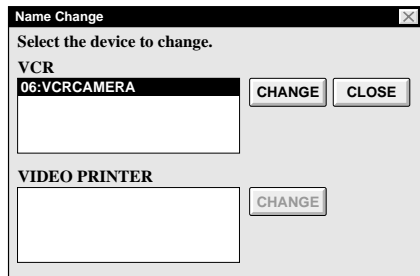 Name Change
Select the device to change.
VCR
06:VCRCAMERA
CHANGE CLOSE
VIDEO PRINTER
CHANGE